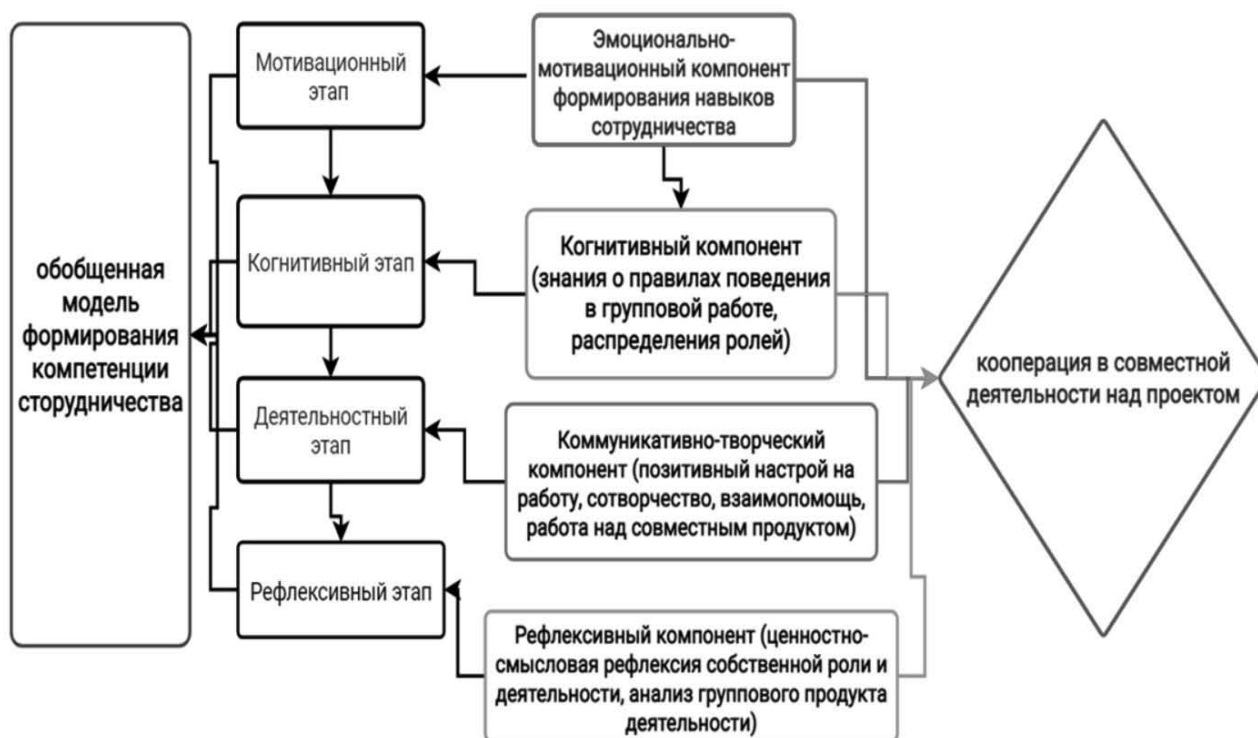 обобщенная
модель
формирования
компетенции
сторудничества
Мотивационный
этап
Когнитивный этап
Деятельностный
этап
Рефлексивный этап
Эмоционально-
мотивационный компонент
формирования навыков
сотрудничества
Когнитивный компонент
(знания о правилах поведения
в групповой работе,
распределения ролей)
Коммуникативно-творческий
компонент (позитивный настрой на
работу, сотворчество, взаимопомощь,
работа над совместным продуктом)
Рефлексивный компонент (ценностно-
смысловая рефлексия собственной роли и
деятельности, анализ группового продукта
деятельности)
кооперация в совместной
деятельности над проектом